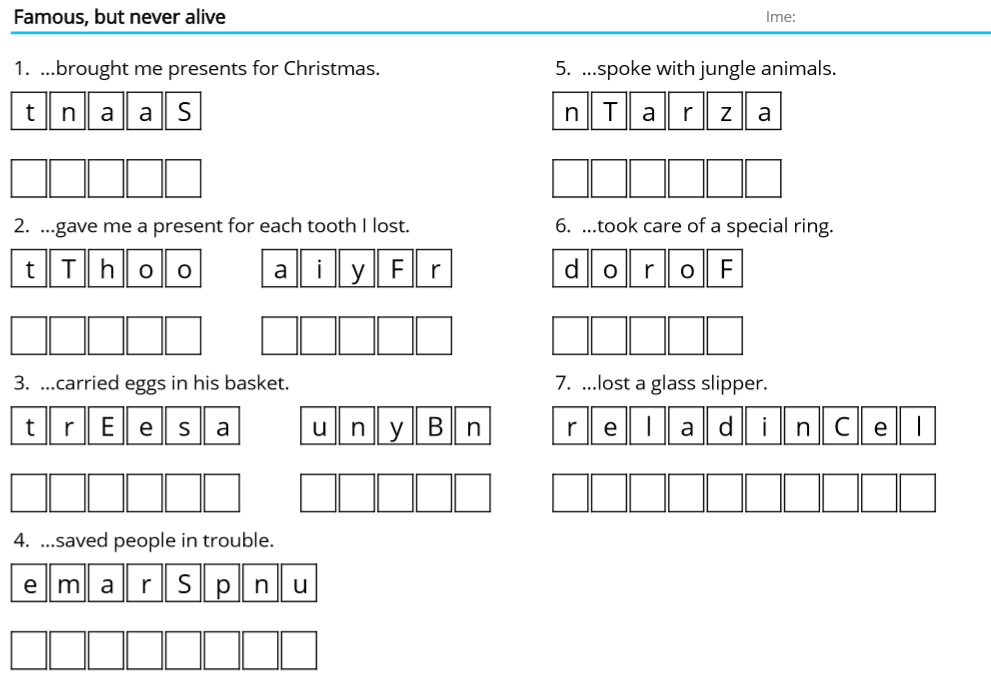 Famous, but never alive
Ime:
1. ...brought me presents for Christmas.
t n a a S
2. ...gave me a present for each tooth I lost.
t T h o o a i y F r
3. ...carried eggs in his basket.
t r E e s a u n y B n
4. ...saved people in trouble.
e m a r S p n u
5. ...spoke with jungle animals.
n T a r z a
6. ...took care of a special ring.
d o r o F
7. ...lost a glass slipper.
r e l a d i n C e l